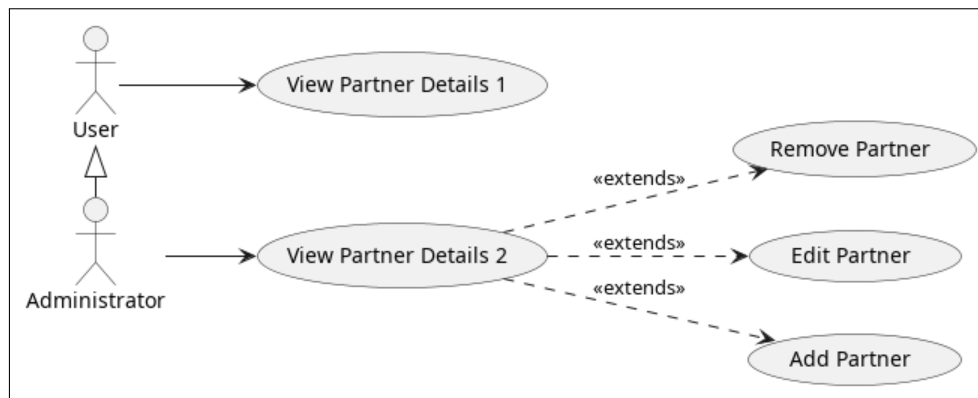 View Partner Details 1
User
Remove Partner
«extends»
«extends»
View Partner Details 2
Edit Partner
«extends»
Administrator
Add Partner